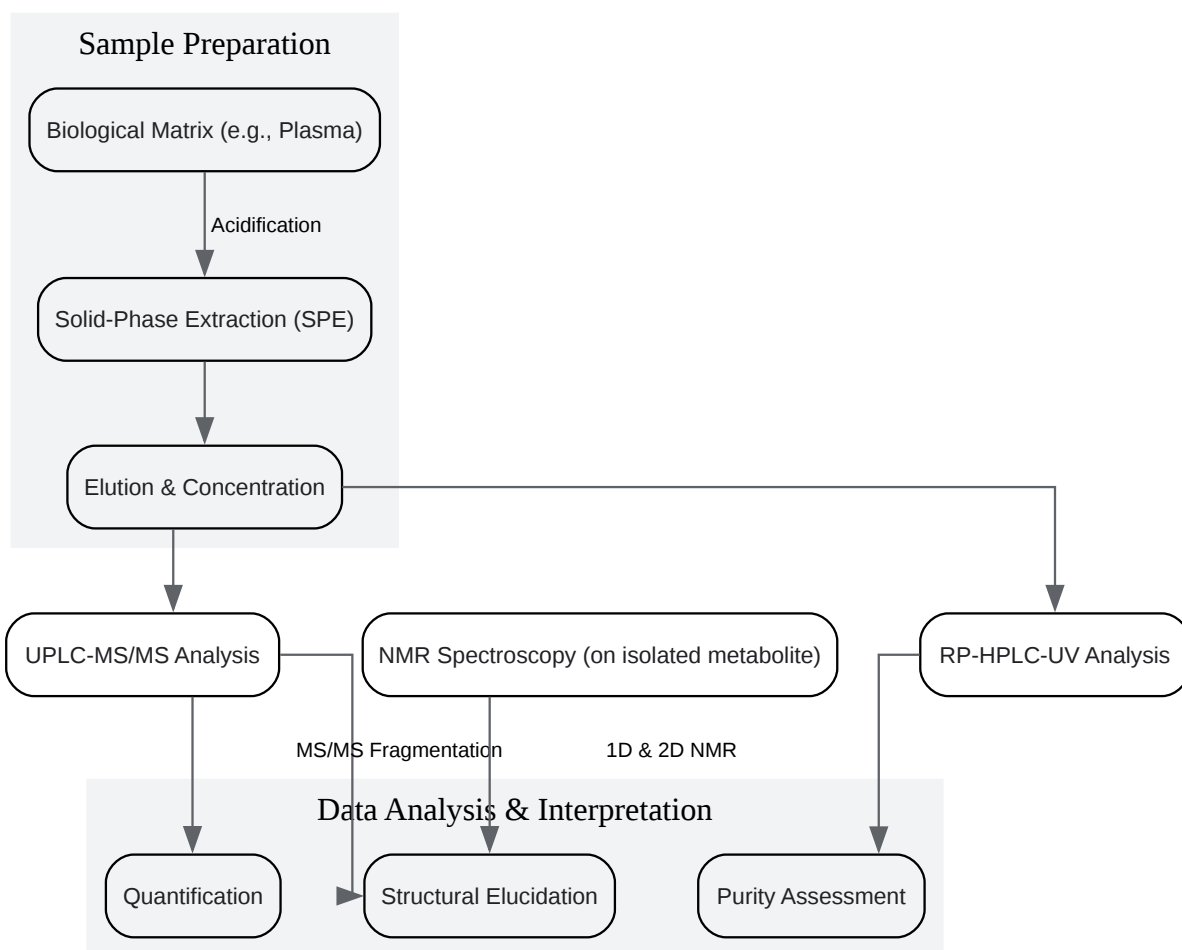 Sample Preparation
Biological Matrix (e.g., Plasma)
Acidification
Solid-Phase Extraction (SPE)
Elution & Concentration
UPLC-MS/MS Analysis
NMR Spectroscopy (on isolated metabolite)
RP-HPLC-UV Analysis
MS/MS Fragmentation
1D & 2D NMR
Data Analysis & Interpretation
Quantification
Structural Elucidation
Purity Assessment